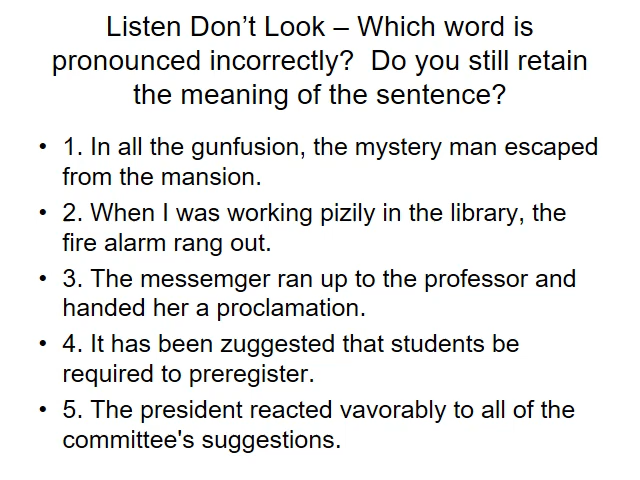 Listen Don’t Look – Which word is
pronounced incorrectly?  Do you still retain
the meaning of the sentence?
• 1. In all the gunfusion, the mystery man escaped
from the mansion.
• 2. When I was working pizily in the library, the
fire alarm rang out.
• 3. The messemger ran up to the professor and
handed her a proclamation.
• 4. It has been zuggested that students be
required to preregister.
• 5. The president reacted vavorably to all of the
committee's suggestions.